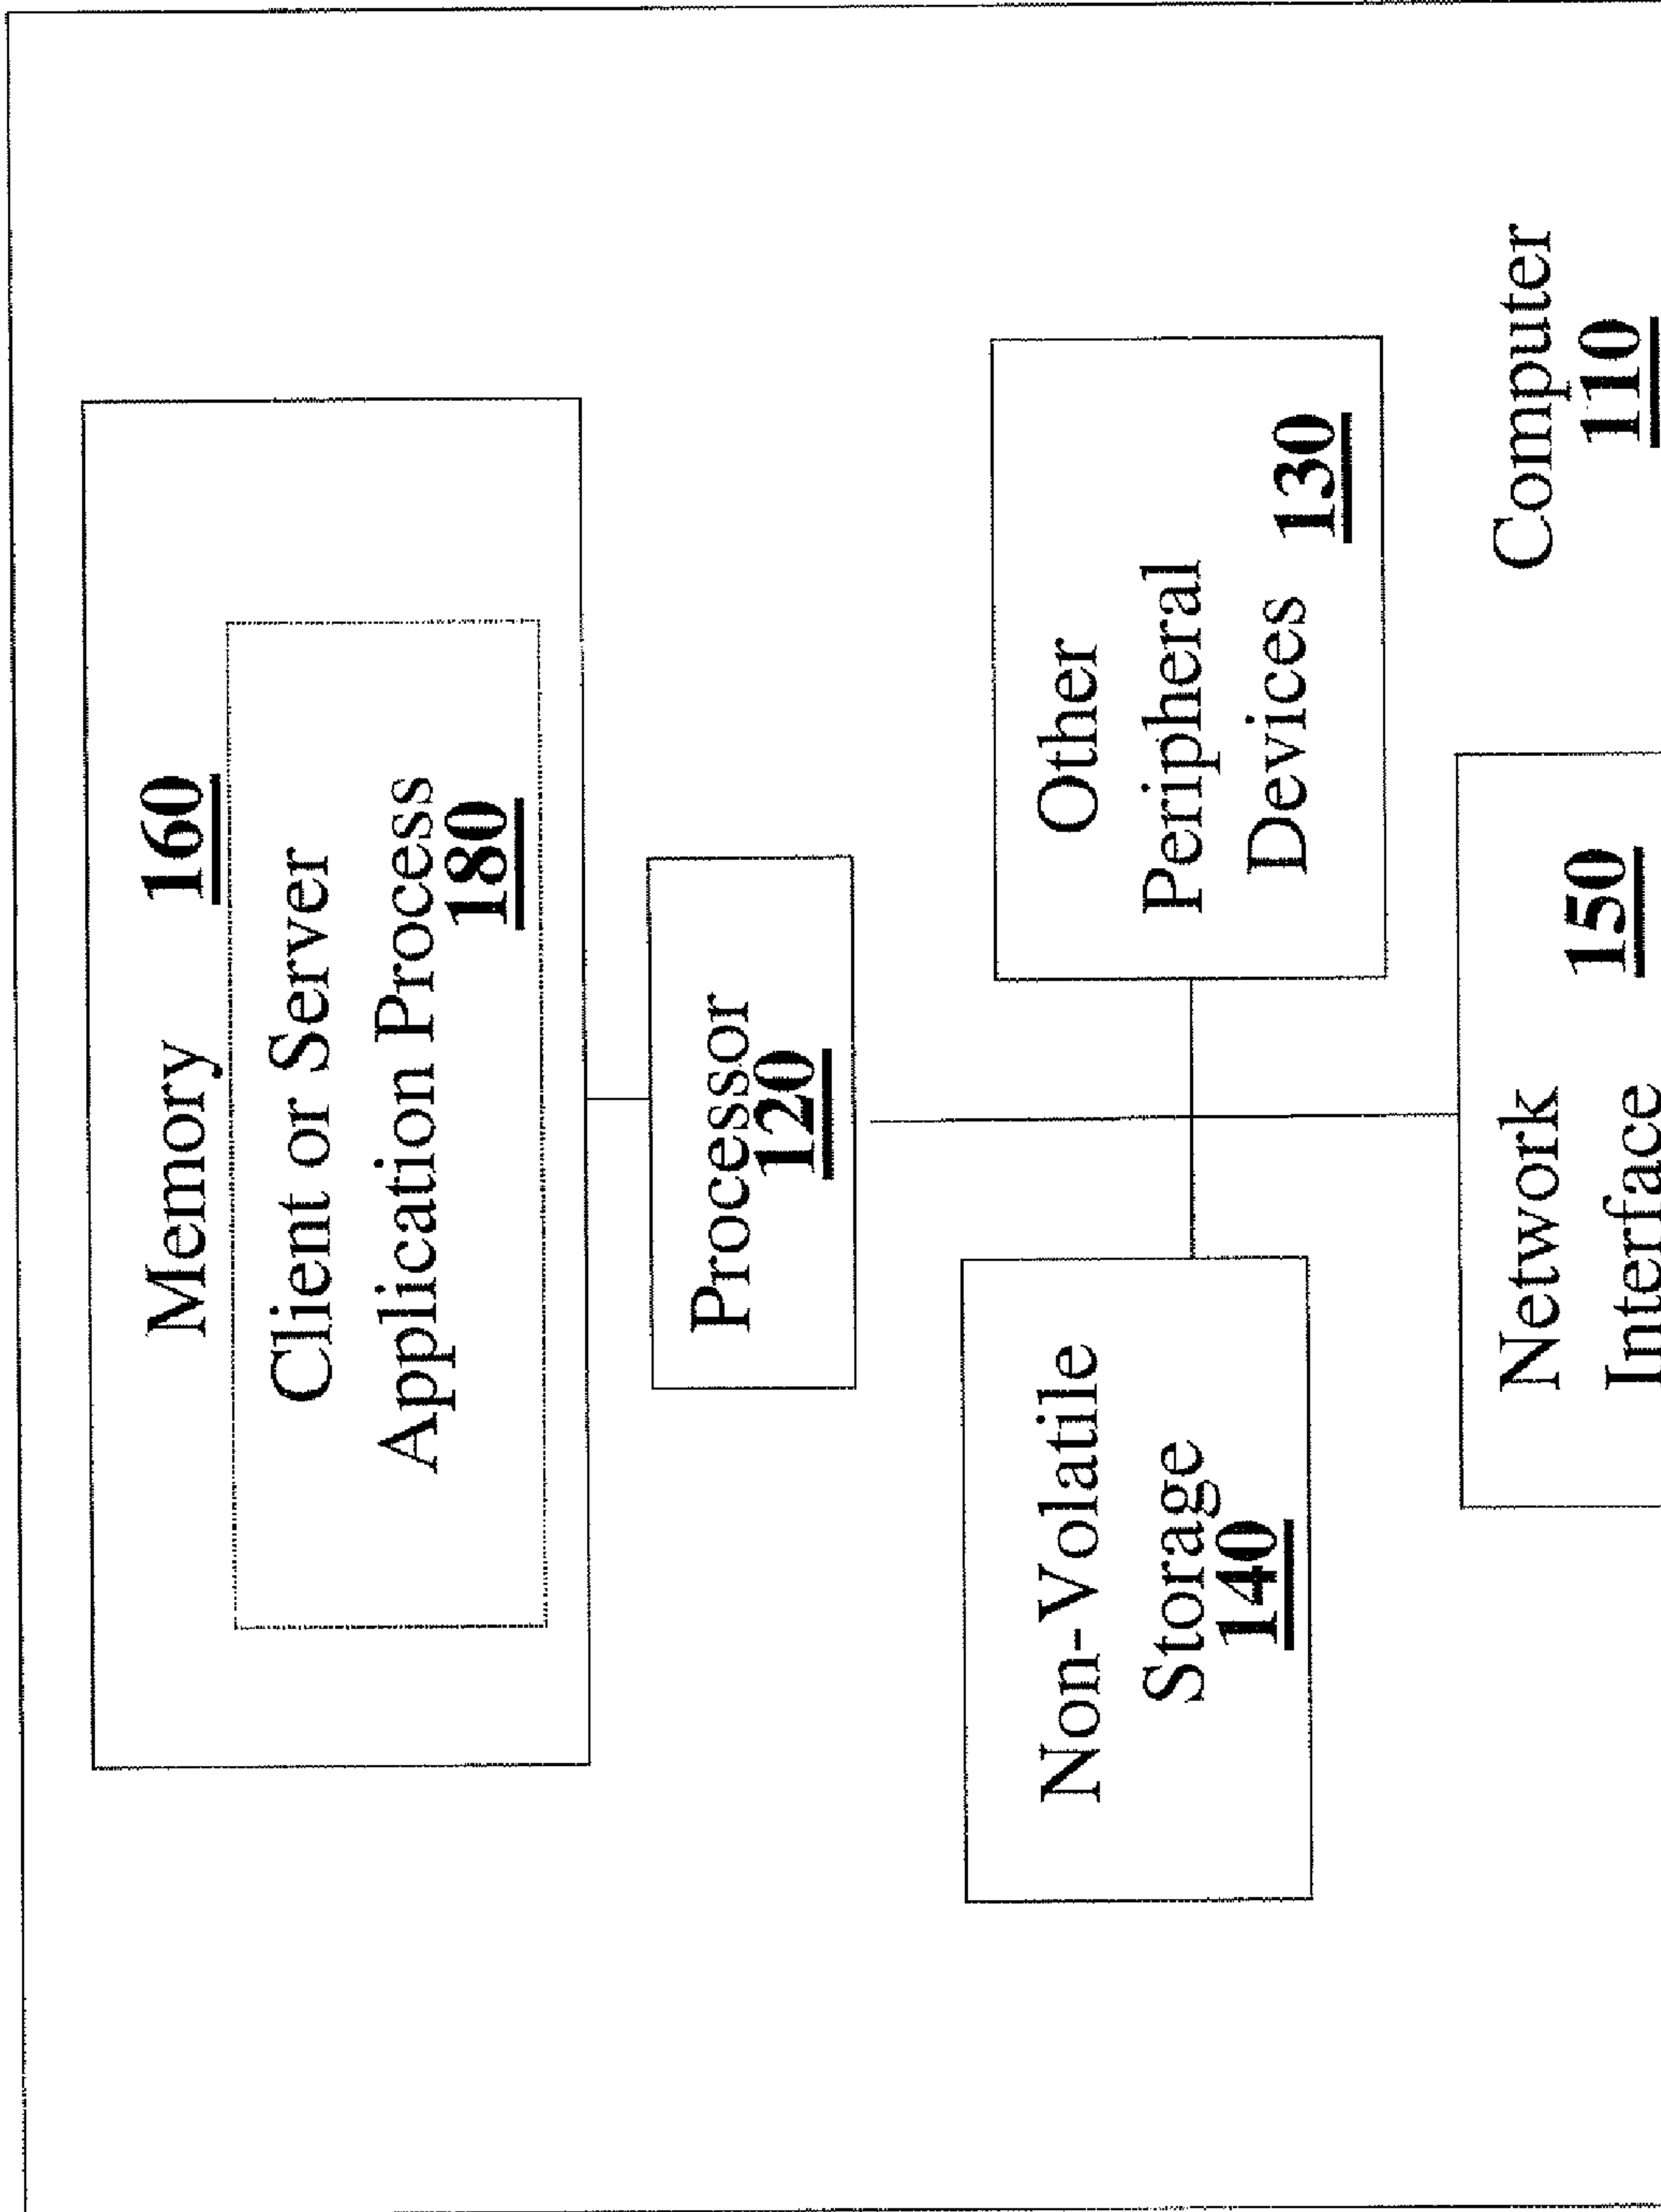 Memory 160
Client or Server
Application Process
180
Processor
120
Non-Volatile
Storage
140
Other
Peripheral
Devices 130
Network
Interface 150
Computer
110